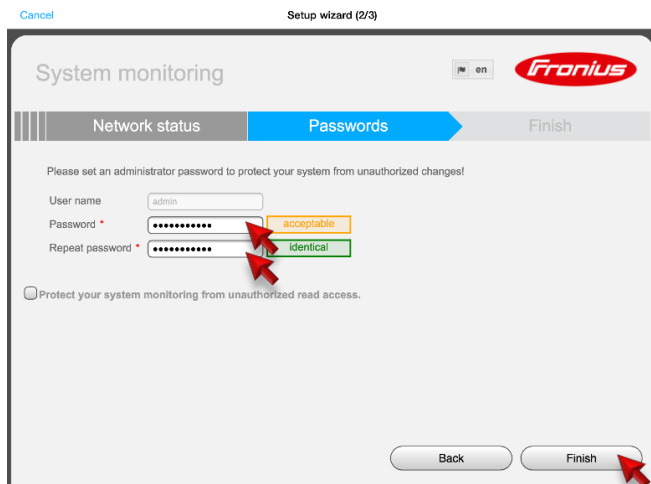 Cancel Setup wizard (2/3)
System monitoring en Fronius
Network status Passwords Finish
Please set an administrator password to protect your system from unauthorized changes!
User name admin
Password * ●●●●●●●●●●● acceptable
Repeat password * ●●●●●●●●●●● identical
Protect your system monitoring from unauthorized read access.
Back Finish